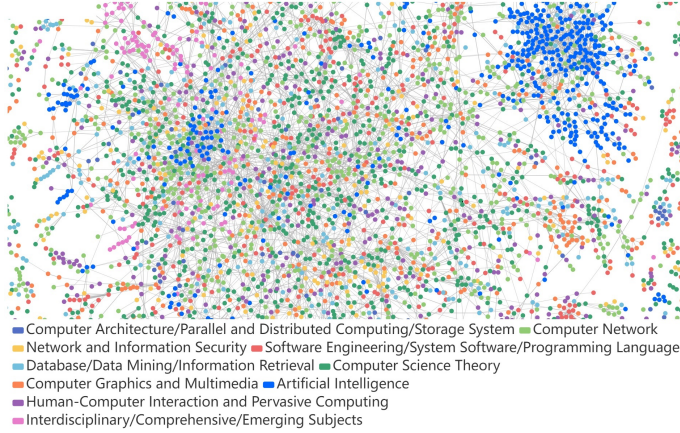 Computer Architecture/Parallel and Distributed Computing/Storage System Computer Network
Network and Information Security Software Engineering/System Software/Programming Language
Database/Data Mining/Information Retrieval Computer Science Theory
Computer Graphics and Multimedia Artificial Intelligence
Human-Computer Interaction and Pervasive Computing
Interdisciplinary/Comprehensive/Emerging Subjects